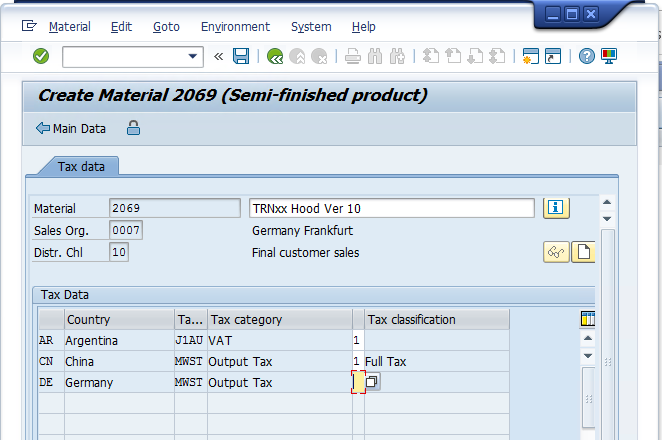 Material Edit Goto Environment System Help
«
Create Material 2069 (Semi-finished product)
Main Data
Tax data
Material 2069 TRNxx Hood Ver 10
Sales Org. 0007 Germany Frankfurt
Distr. Chl 10 Final customer sales
Tax Data
Country Ta... Tax category Tax classification
AR Argentina J1AU VAT 1
CN China MWST Output Tax 1 Full Tax
DE Germany MWST Output Tax